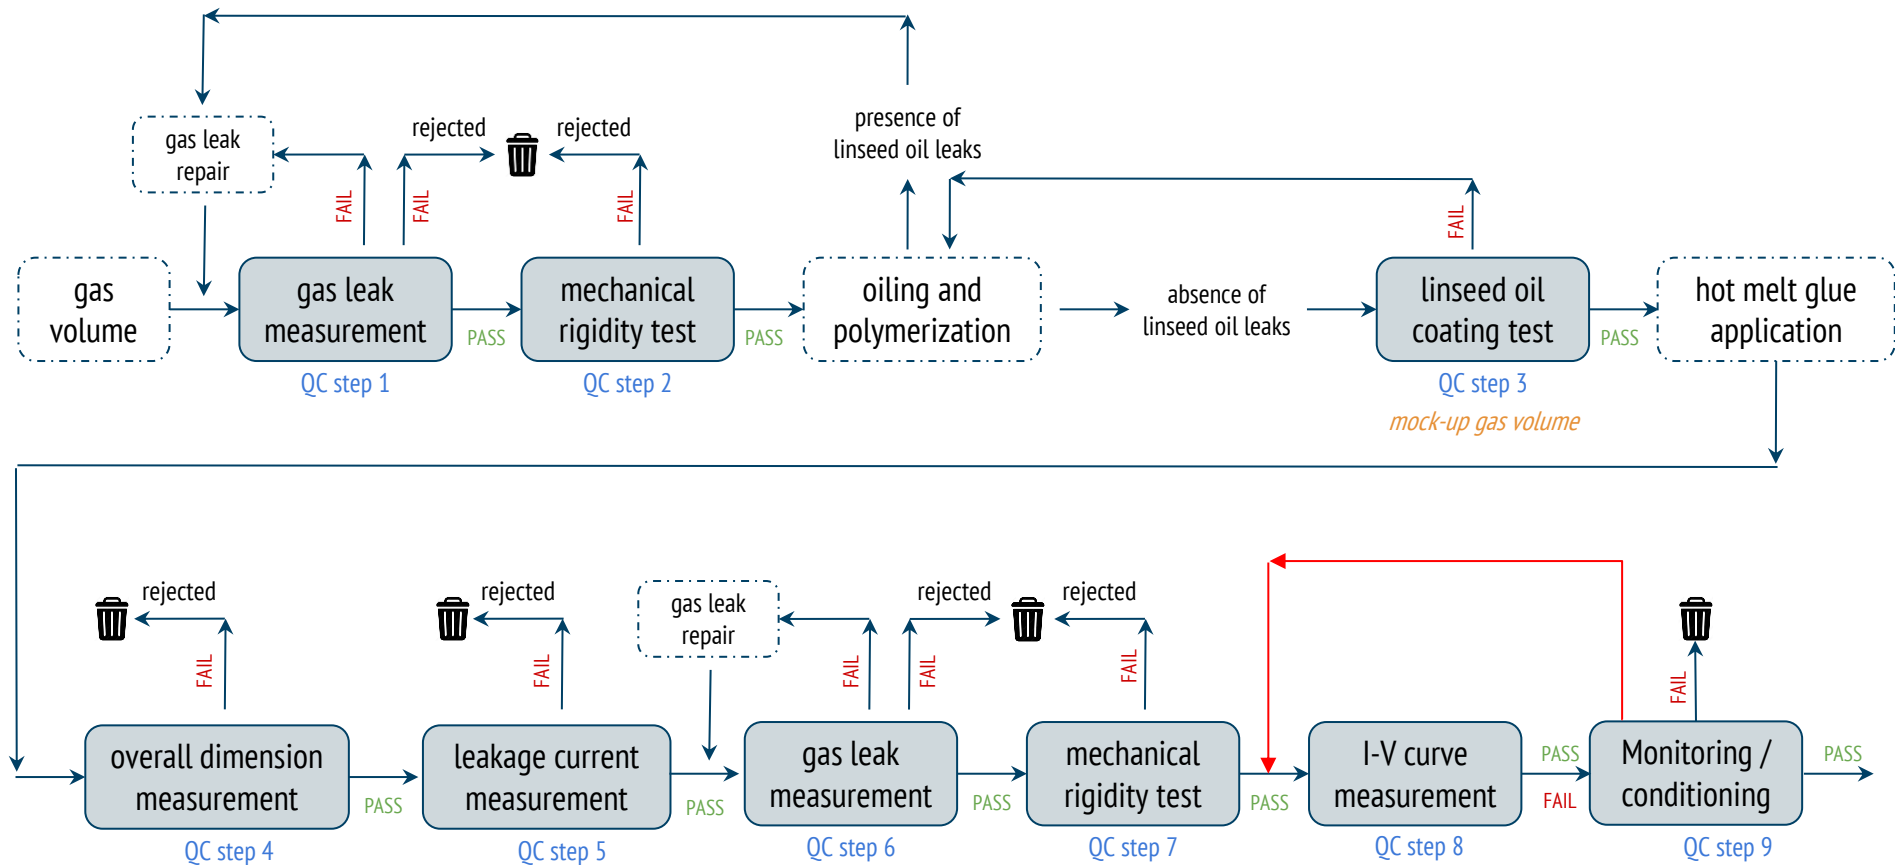 presence of
linseed oil leaks
gas leak
repair
rejected
rejected
FAIL
FAIL
FAIL
FAIL
gas
volume
gas leak
measurement
PASS
mechanical
rigidity test
PASS
oiling and
polymerization
absence of
linseed oil leaks
linseed oil
coating test
PASS
hot melt glue
application
QC step 1
QC step 2
QC step 3
mock-up gas volume
rejected
rejected
gas leak
repair
rejected
rejected
FAIL
FAIL
FAIL
FAIL
FAIL
FAIL
overall dimension
measurement
PASS
leakage current
measurement
PASS
gas leak
measurement
PASS
mechanical
rigidity test
PASS
I-V curve
measurement
PASS
FAIL
Monitoring /
conditioning
PASS
QC step 4
QC step 5
QC step 6
QC step 7
QC step 8
QC step 9